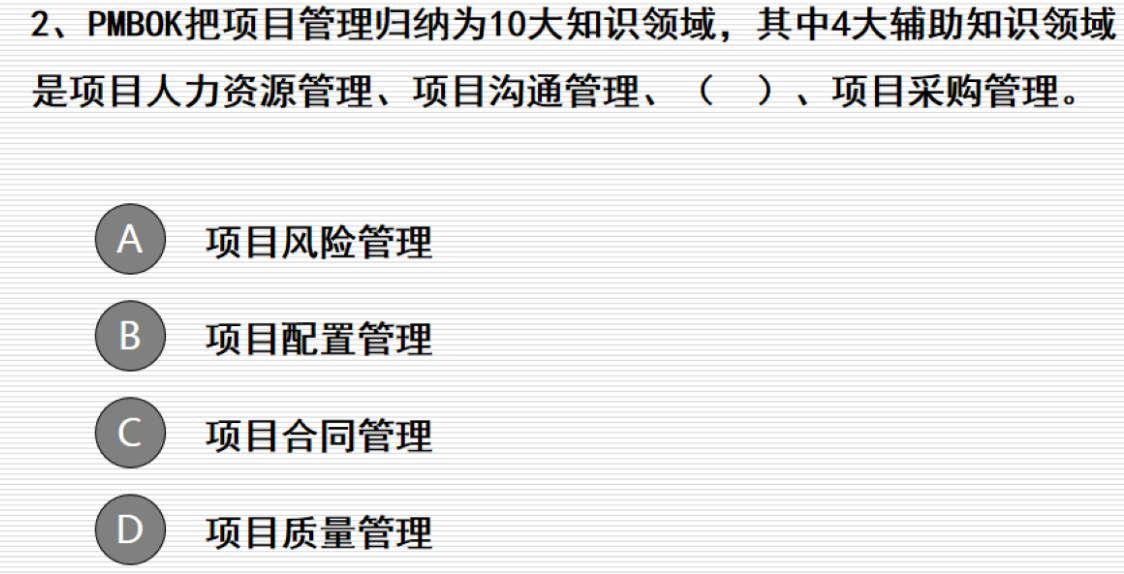 2、PMBOK把项目管理归纳为10大知识领域，其中4大辅助知识领域
是项目人力资源管理、项目沟通管理、（ ）、项目采购管理。
A 项目风险管理
B 项目配置管理
C 项目合同管理
D 项目质量管理